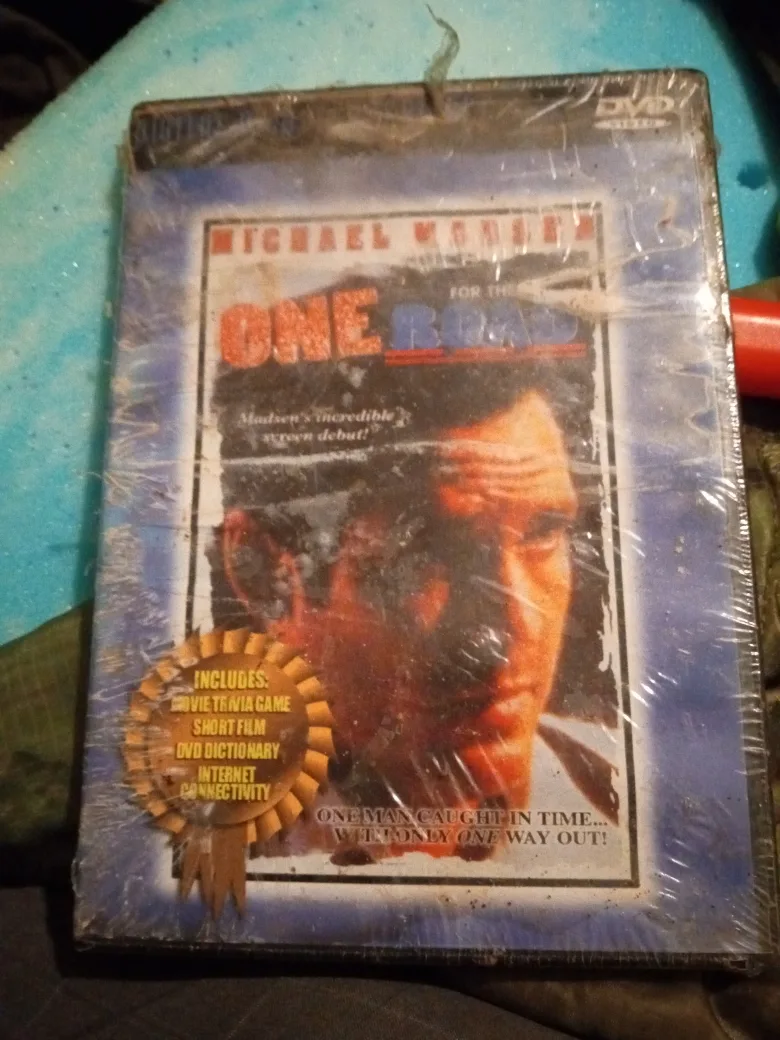 DVD
VIDEO
MICHAEL MADSEN
FOR THE
ONE ROAD
Madsen's incredible
screen debut!
INCLUDES:
MOVIE TRIVIA GAME
SHORT FILM
DVD DICTIONARY
INTERNET
CONNECTIVITY
ONE MAN CAUGHT IN TIME...
WITH ONLY ONE WAY OUT!